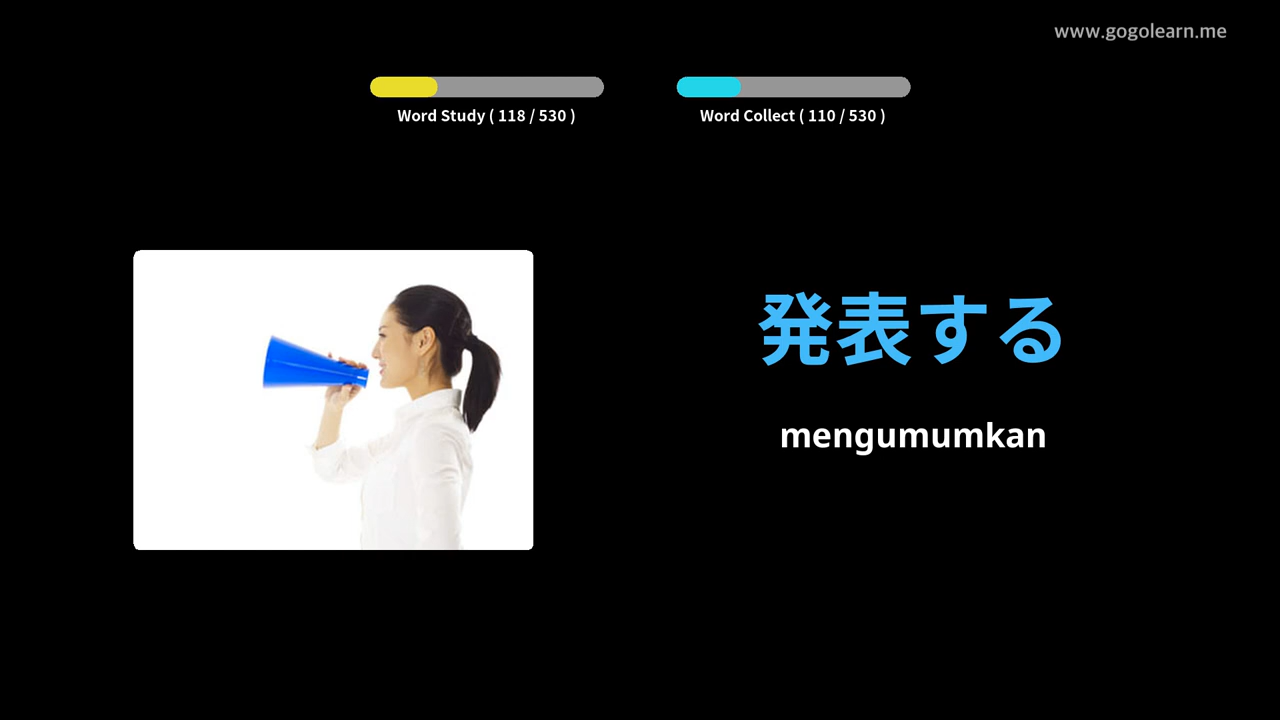 www.gogolearn.me
Word Study ( 118 / 530 )
Word Collect ( 110 / 530 )
発表する
mengumumkan